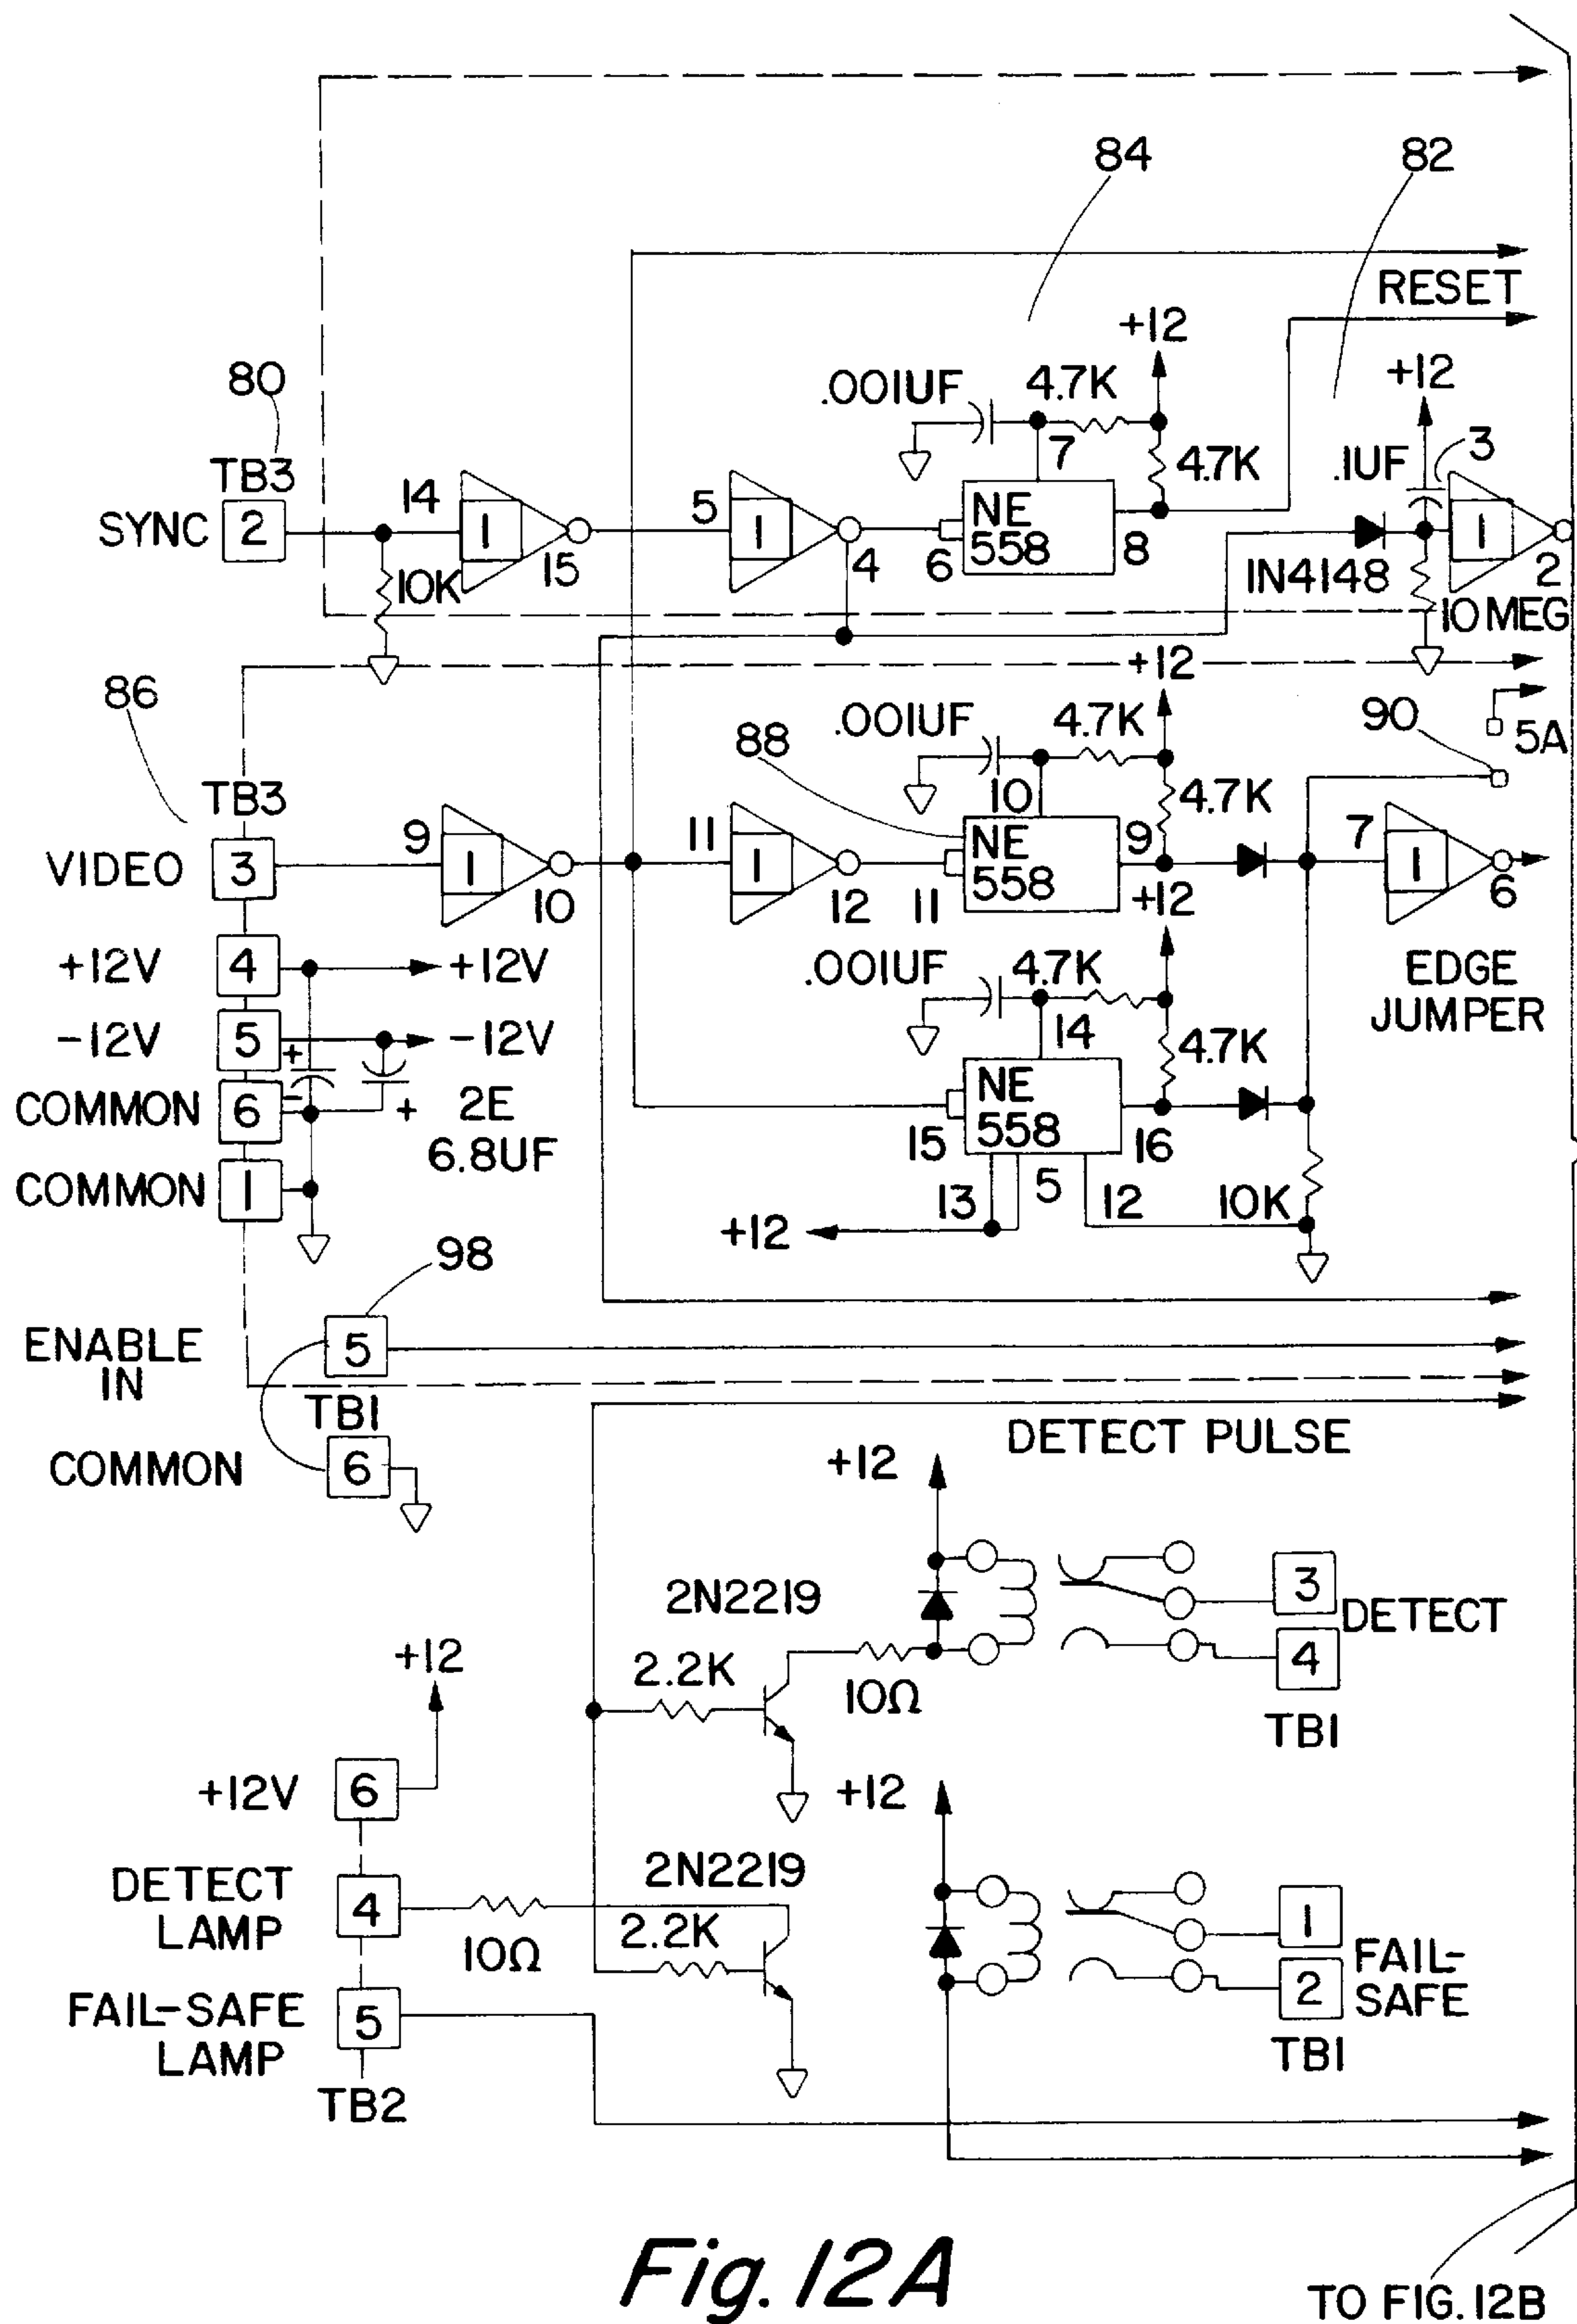 84
82
RESET
80
+12
+12
.001UF
4.7K
7
4.7K
.1UF
3
TB3
SYNC
2
14
1
15
10K
5
1
4
6
NE
558
8
1N4148
1
2
10 MEG
86
+12
.001UF
4.7K
90
5A
88
10
4.7K
TB3
VIDEO
3
9
1
10
11
1
12
11
NE
558
9
+12
7
1
6
+12V
4
+12V
.001UF
4.7K
EDGE
JUMPER
-12V
5
+
-12V
14
4.7K
COMMON
6
-
+
2E
6.8UF
15
NE
558
16
COMMON
1
13
5
12
10K
+12
98
ENABLE
IN
5
TB1
COMMON
6
DETECT PULSE
+12
2N2219
3
DETECT
+12
2.2K
10Ω
4
TB1
+12V
6
+12
2N2219
DETECT
LAMP
4
10Ω
2.2K
1
FAIL-
SAFE
2
FAIL-SAFE
LAMP
5
TB1
TB2
Fig. 12A
TO FIG. 12B